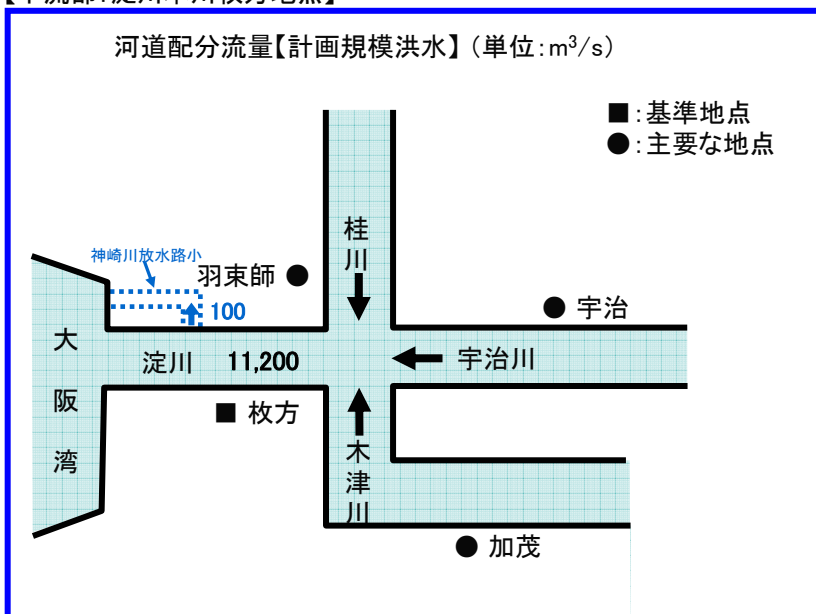 河道配分流量【計画規模洪水】（単位：m³/s）
■：基準地点
●：主要な地点
神崎川放水路小
羽束師 ●
桂川
● 宇治
100
大阪湾
淀川 11,200
宇治川
■ 枚方
木津川
● 加茂